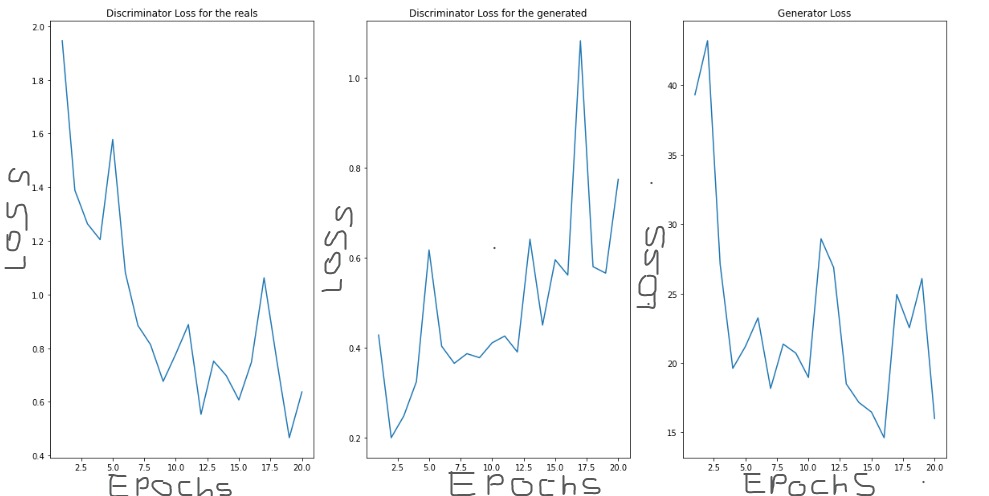 Discriminator Loss for the reals
2.0
1.8
1.6
1.4
1.2
1.0
0.8
0.6
0.4
2.5 5.0 7.5 10.0 12.5 15.0 17.5 20.0
Loss
EPochs
Discriminator Loss for the generated
1.0
0.8
0.6
0.4
0.2
2.5 5.0 7.5 10.0 12.5 15.0 17.5 20.0
Loss
EPochs
Generator Loss
40
35
30
25
20
15
2.5 5.0 7.5 10.0 12.5 15.0 17.5 20.0
Loss
EPochS